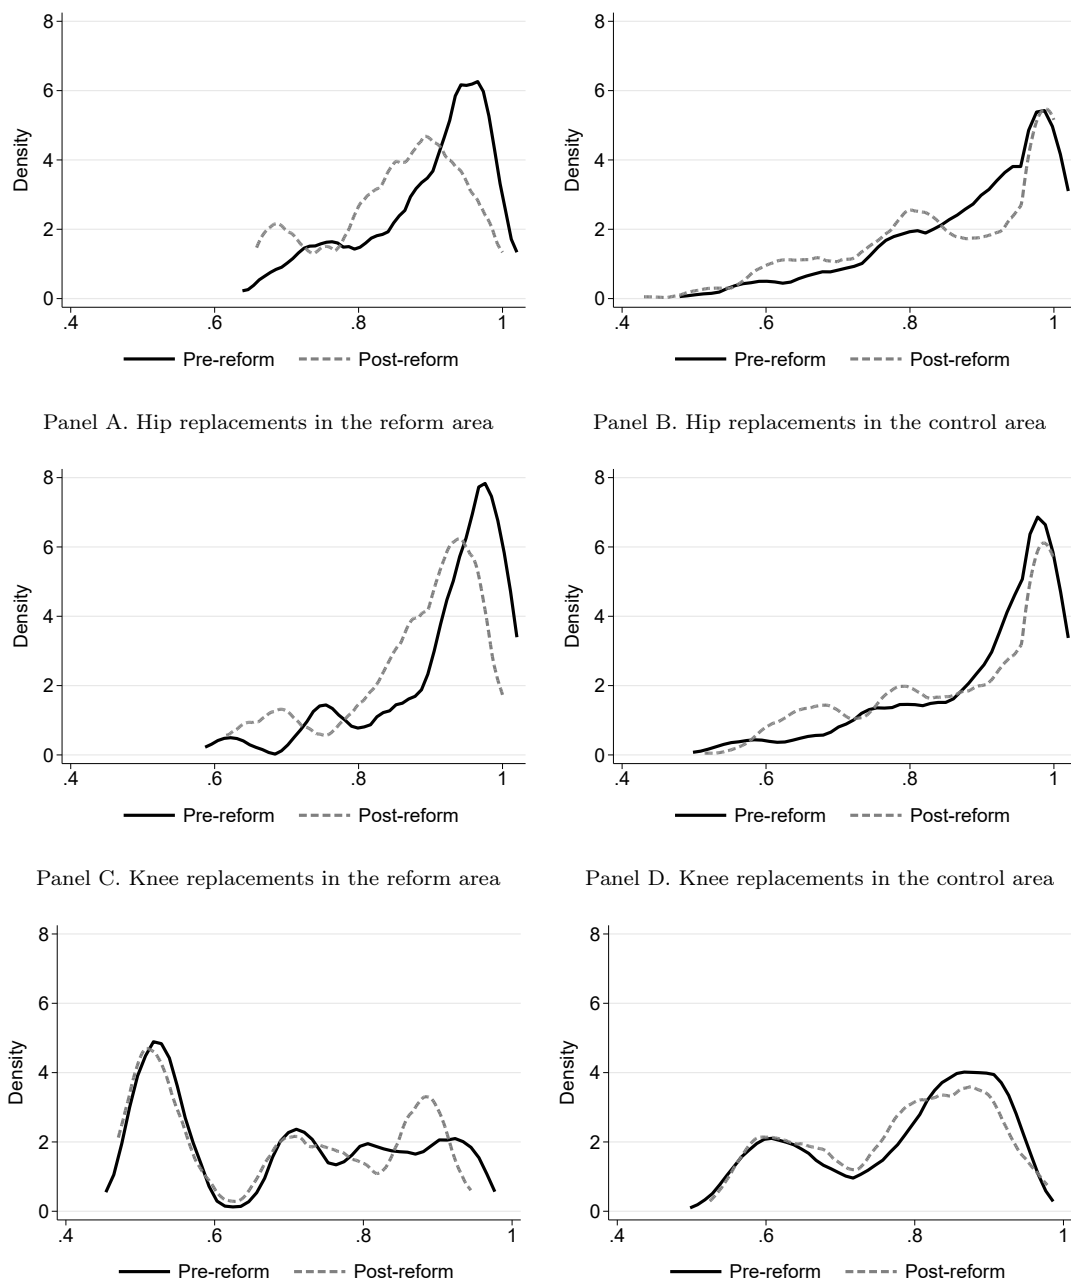 8
6
4
2
0
Density
.4 .6 .8 1
Pre-reform Post-reform
Panel A. Hip replacements in the reform area
8
6
4
2
0
Density
.4 .6 .8 1
Pre-reform Post-reform
Panel B. Hip replacements in the control area
8
6
4
2
0
Density
.4 .6 .8 1
Pre-reform Post-reform
Panel C. Knee replacements in the reform area
8
6
4
2
0
Density
.4 .6 .8 1
Pre-reform Post-reform
Panel D. Knee replacements in the control area
8
6
4
2
0
Density
.4 .6 .8 1
Pre-reform Post-reform
8
6
4
2
0
Density
.4 .6 .8 1
Pre-reform Post-reform